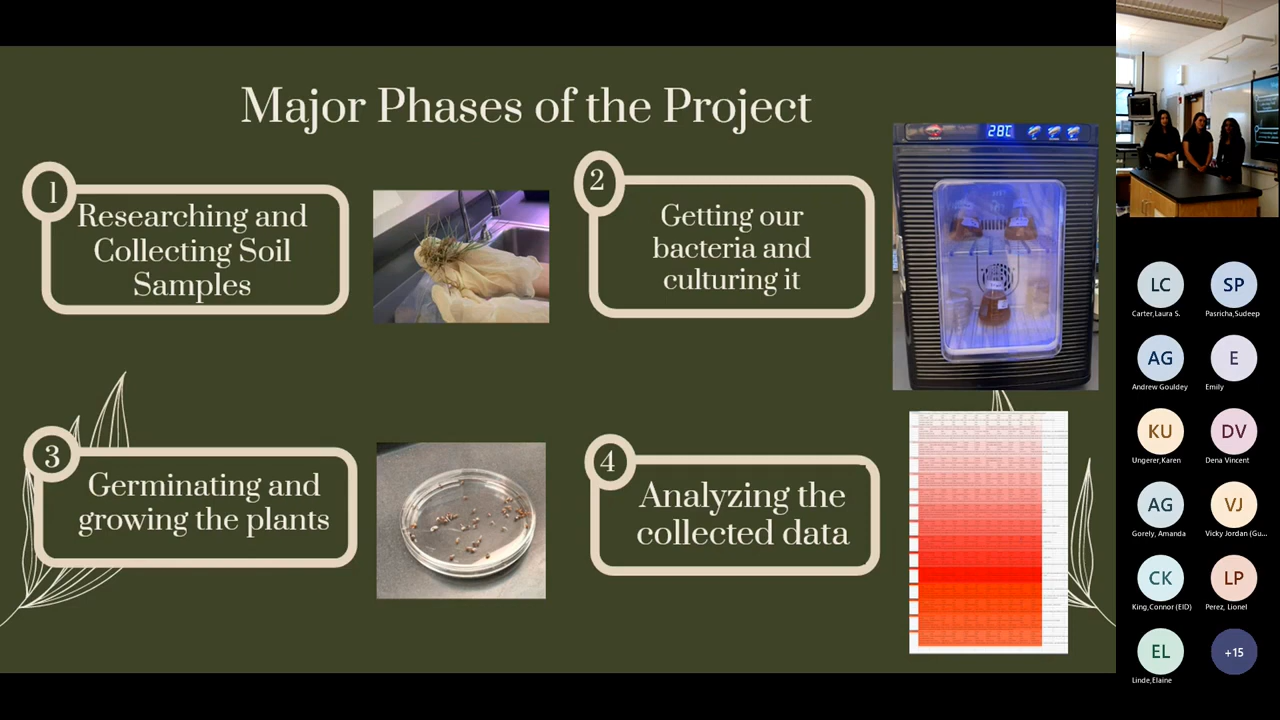 Major Phases of the Project
1
Researching and
Collecting Soil
Samples
2
Getting our
bacteria and
culturing it
28C
3
Germinating and
growing the plants
4
Analyzing the
collected data
LC
Carter,Laura S.
SP
Pasricha,Sudeep
AG
Andrew Gouldey
E
Emily
KU
Ungerer,Karen
DV
Dena Vincent
AG
Gorely, Amanda
VJ
Vicky Jordan (Gu...
CK
King,Connor (EID)
LP
Perez, Lionel
EL
Linde,Elaine
+15